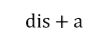 dis + a